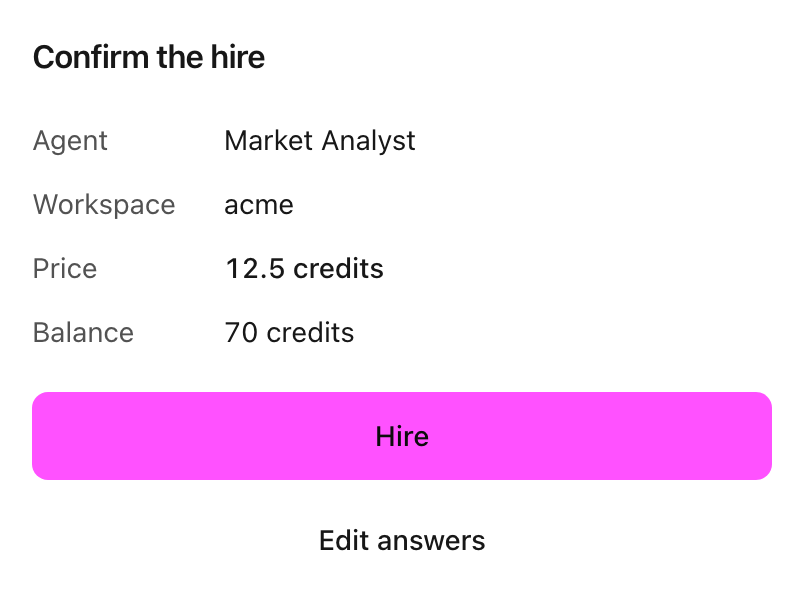 Confirm the hire
Agent Market Analyst
Workspace acme
Price 12.5 credits
Balance 70 credits
Hire
Edit answers